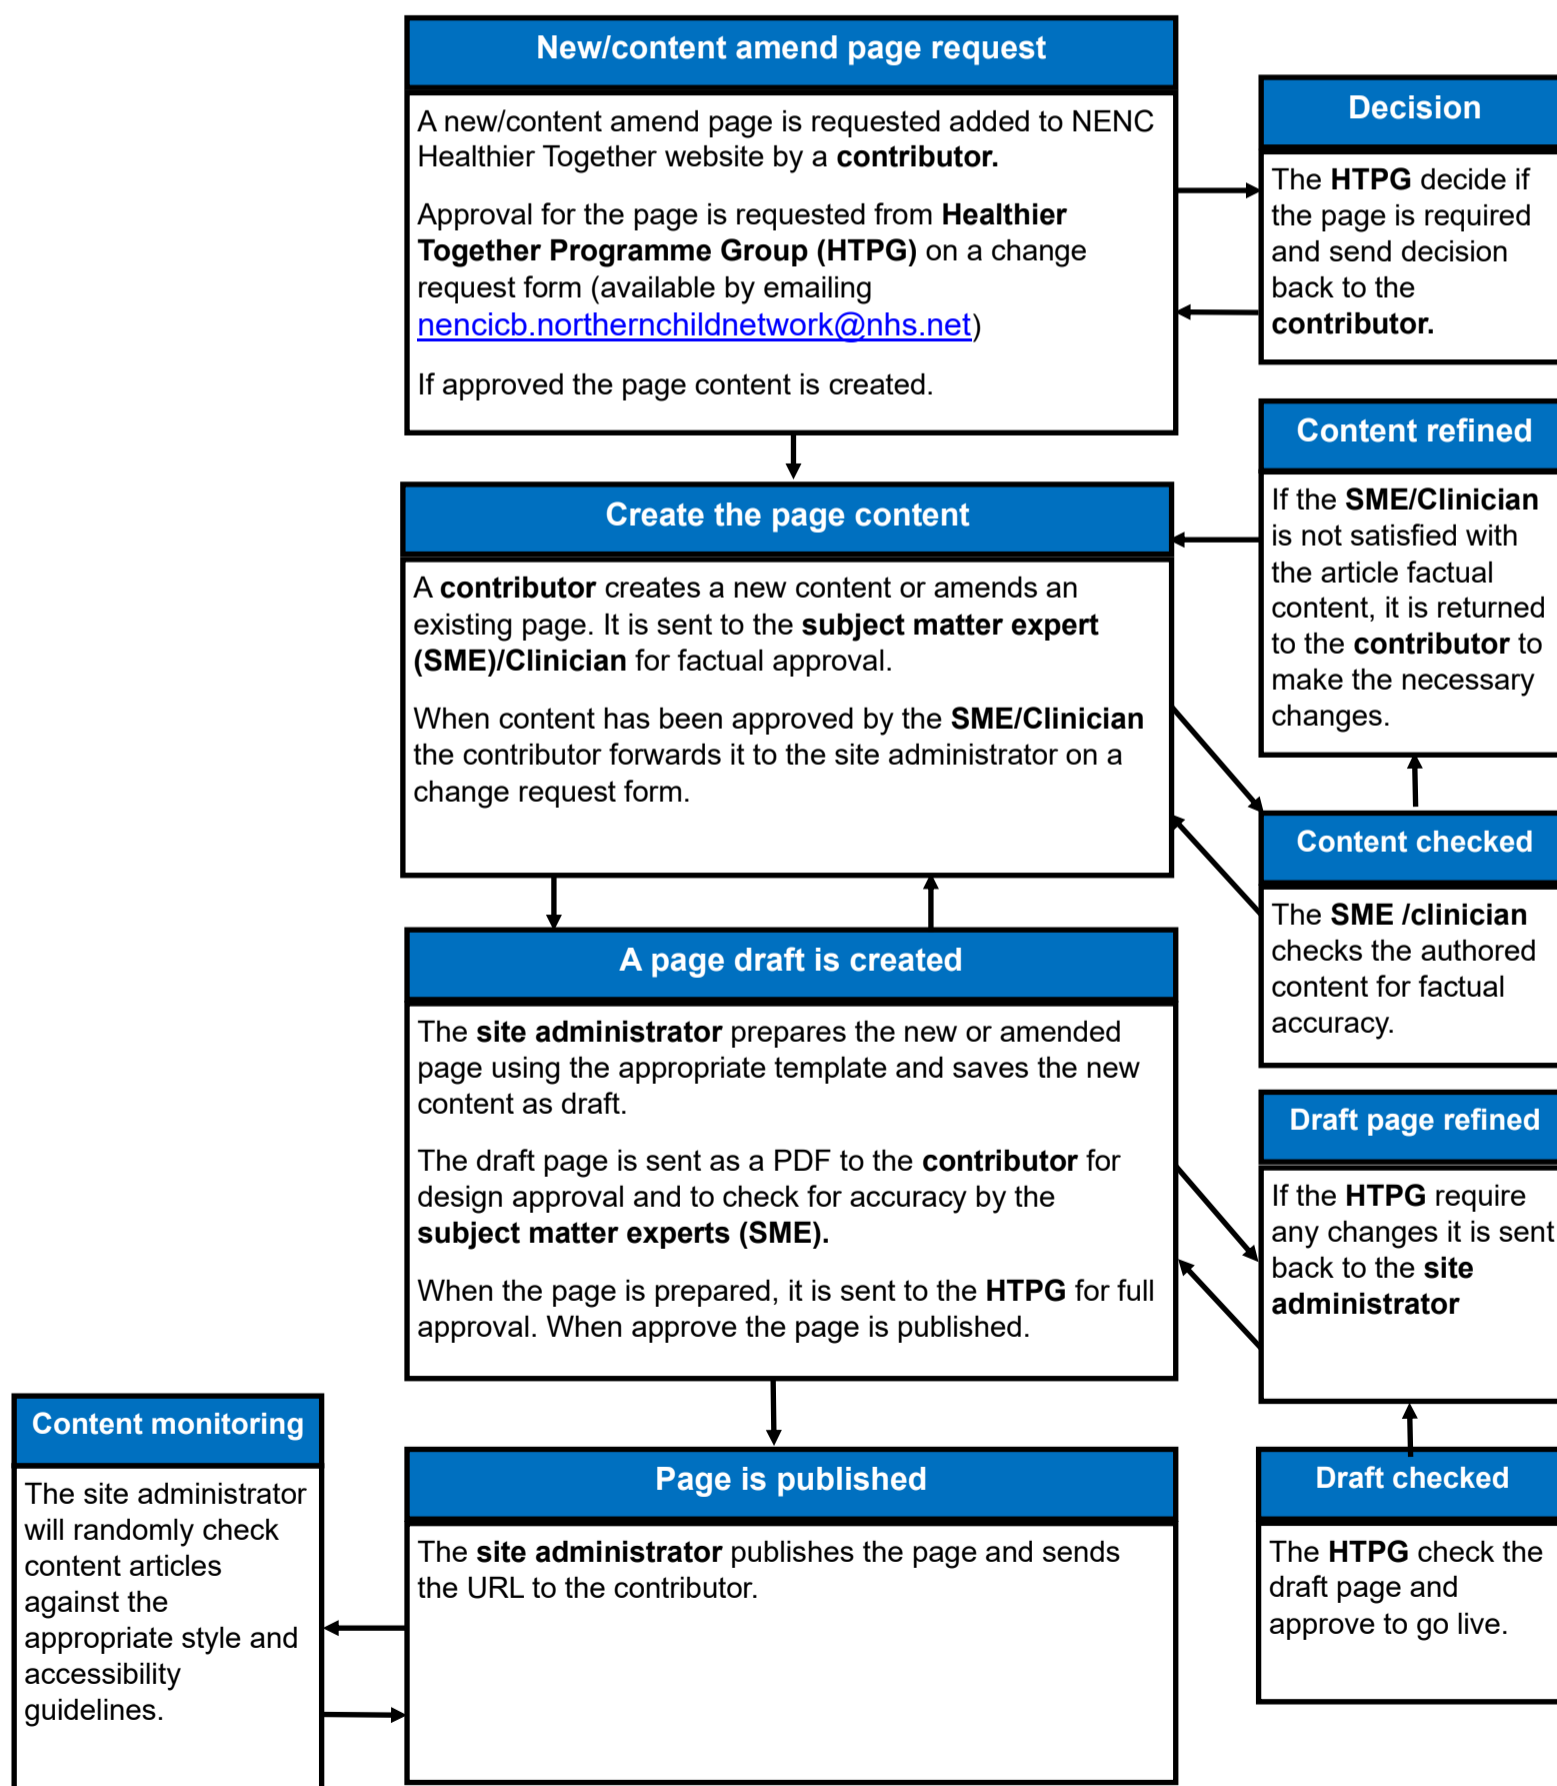 New/content amend page request
A new/content amend page is requested added to NENC
Healthier Together website by a contributor.
Approval for the page is requested from Healthier
Together Programme Group (HTPG) on a change
request form (available by emailing
nencicb.northernchildnetwork@nhs.net)
If approved the page content is created.
Decision
The HTPG decide if
the page is required
and send decision
back to the
contributor.
Content refined
If the SME/Clinician
is not satisfied with
the article factual
content, it is returned
to the contributor to
make the necessary
changes.
Create the page content
A contributor creates a new content or amends an
existing page. It is sent to the subject matter expert
(SME)/Clinician for factual approval.
When content has been approved by the SME/Clinician
the contributor forwards it to the site administrator on a
change request form.
Content checked
The SME /clinician
checks the authored
content for factual
accuracy.
A page draft is created
The site administrator prepares the new or amended
page using the appropriate template and saves the new
content as draft.
The draft page is sent as a PDF to the contributor for
design approval and to check for accuracy by the
subject matter experts (SME).
When the page is prepared, it is sent to the HTPG for full
approval. When approve the page is published.
Draft page refined
If the HTPG require
any changes it is sent
back to the site
administrator
Content monitoring
The site administrator
will randomly check
content articles
against the
appropriate style and
accessibility
guidelines.
Page is published
The site administrator publishes the page and sends
the URL to the contributor.
Draft checked
The HTPG check the
draft page and
approve to go live.